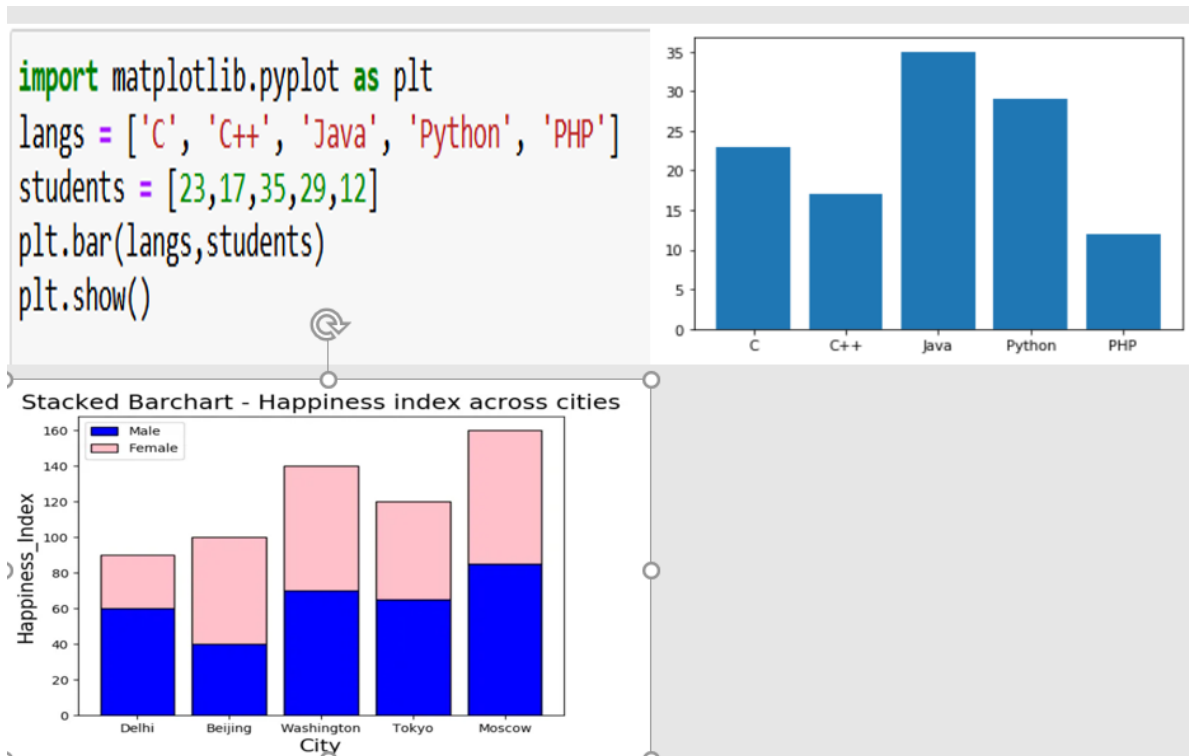 import matplotlib.pyplot as plt
langs = ['C', 'C++', 'Java', 'Python', 'PHP']
students = [23,17,35,29,12]
plt.bar(langs,students)
plt.show()
35
30
25
20
15
10
5
0
C C++ Java Python PHP
Stacked Barchart - Happiness index across cities
Male
Female
Happiness_Index
160
140
120
100
80
60
40
20
0
Delhi Beijing Washington Tokyo Moscow
City